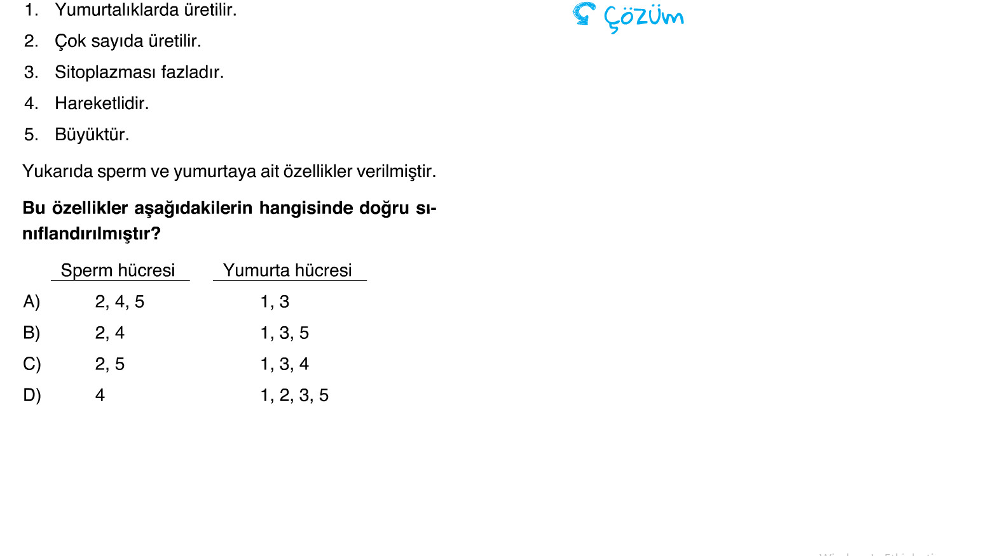 1. Yumurtalıklarda üretilir.
2. Çok sayıda üretilir.
3. Sitoplazması fazladır.
4. Hareketlidir.
5. Büyüktür.
Yukarıda sperm ve yumurtaya ait özellikler verilmiştir.
Bu özellikler aşağıdakilerin hangisinde doğru sı-
nıflandırılmıştır?
Sperm hücresi Yumurta hücresi
A) 2, 4, 5 1, 3
B) 2, 4 1, 3, 5
C) 2, 5 1, 3, 4
D) 4 1, 2, 3, 5
Çözüm